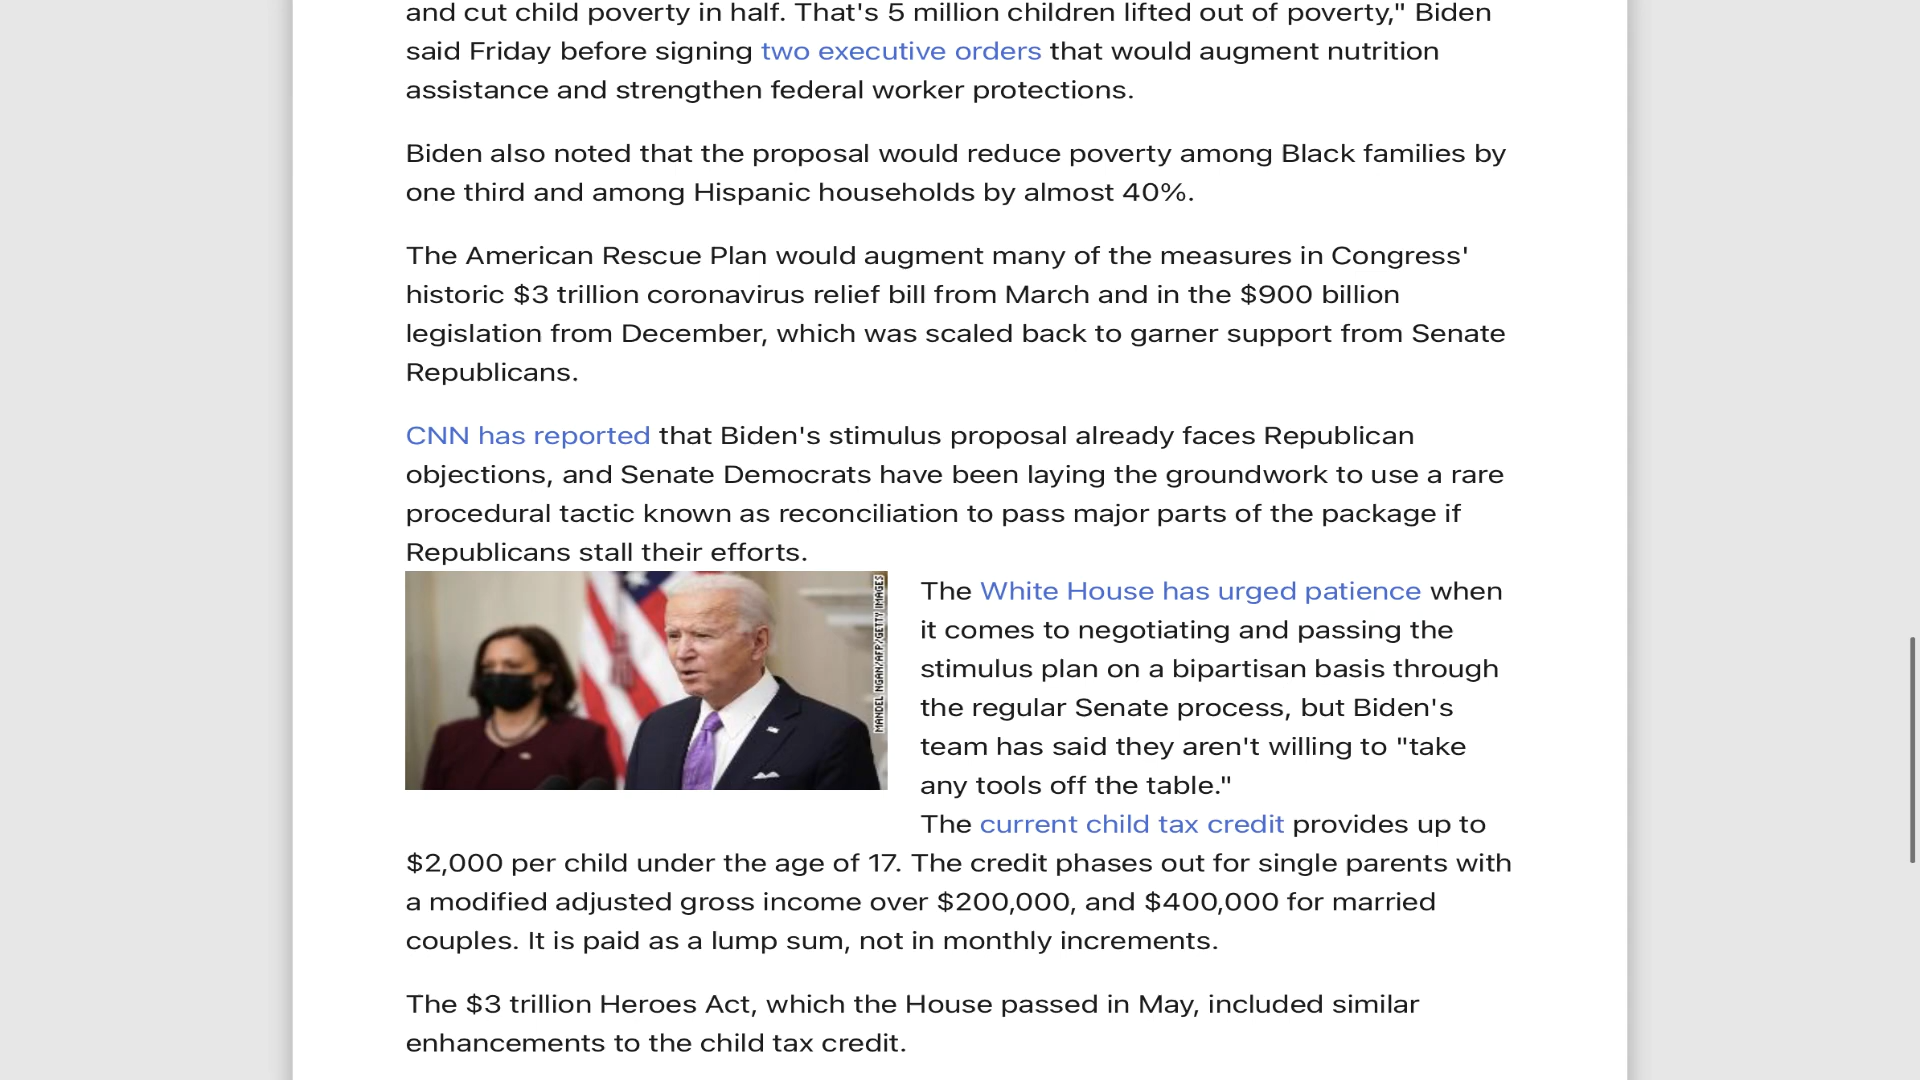 and cut child poverty in half. That's 5 million children lifted out of poverty," Biden
said Friday before signing two executive orders that would augment nutrition
assistance and strengthen federal worker protections.
Biden also noted that the proposal would reduce poverty among Black families by
one third and among Hispanic households by almost 40%.
The American Rescue Plan would augment many of the measures in Congress'
historic $3 trillion coronavirus relief bill from March and in the $900 billion
legislation from December, which was scaled back to garner support from Senate
Republicans.
CNN has reported that Biden's stimulus proposal already faces Republican
objections, and Senate Democrats have been laying the groundwork to use a rare
procedural tactic known as reconciliation to pass major parts of the package if
Republicans stall their efforts.
MANDEL NGAN/AFP/GETTY IMAGES
The White House has urged patience when
it comes to negotiating and passing the
stimulus plan on a bipartisan basis through
the regular Senate process, but Biden's
team has said they aren't willing to "take
any tools off the table."
The current child tax credit provides up to
$2,000 per child under the age of 17. The credit phases out for single parents with
a modified adjusted gross income over $200,000, and $400,000 for married
couples. It is paid as a lump sum, not in monthly increments.
The $3 trillion Heroes Act, which the House passed in May, included similar
enhancements to the child tax credit.